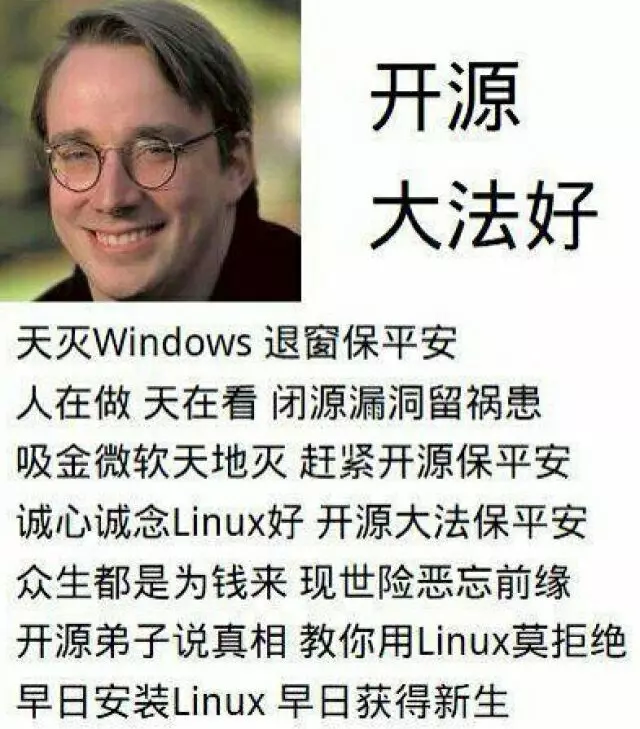 开源
大法好
天灭Windows 退窗保平安
人在做 天在看 闭源漏洞留祸患
吸金微软天地灭 赶紧开源保平安
诚心诚念Linux好 开源大法保平安
众生都是为钱来 现世险恶忘前缘
开源弟子说真相 教你用Linux莫拒绝
早日安装Linux 早日获得新生